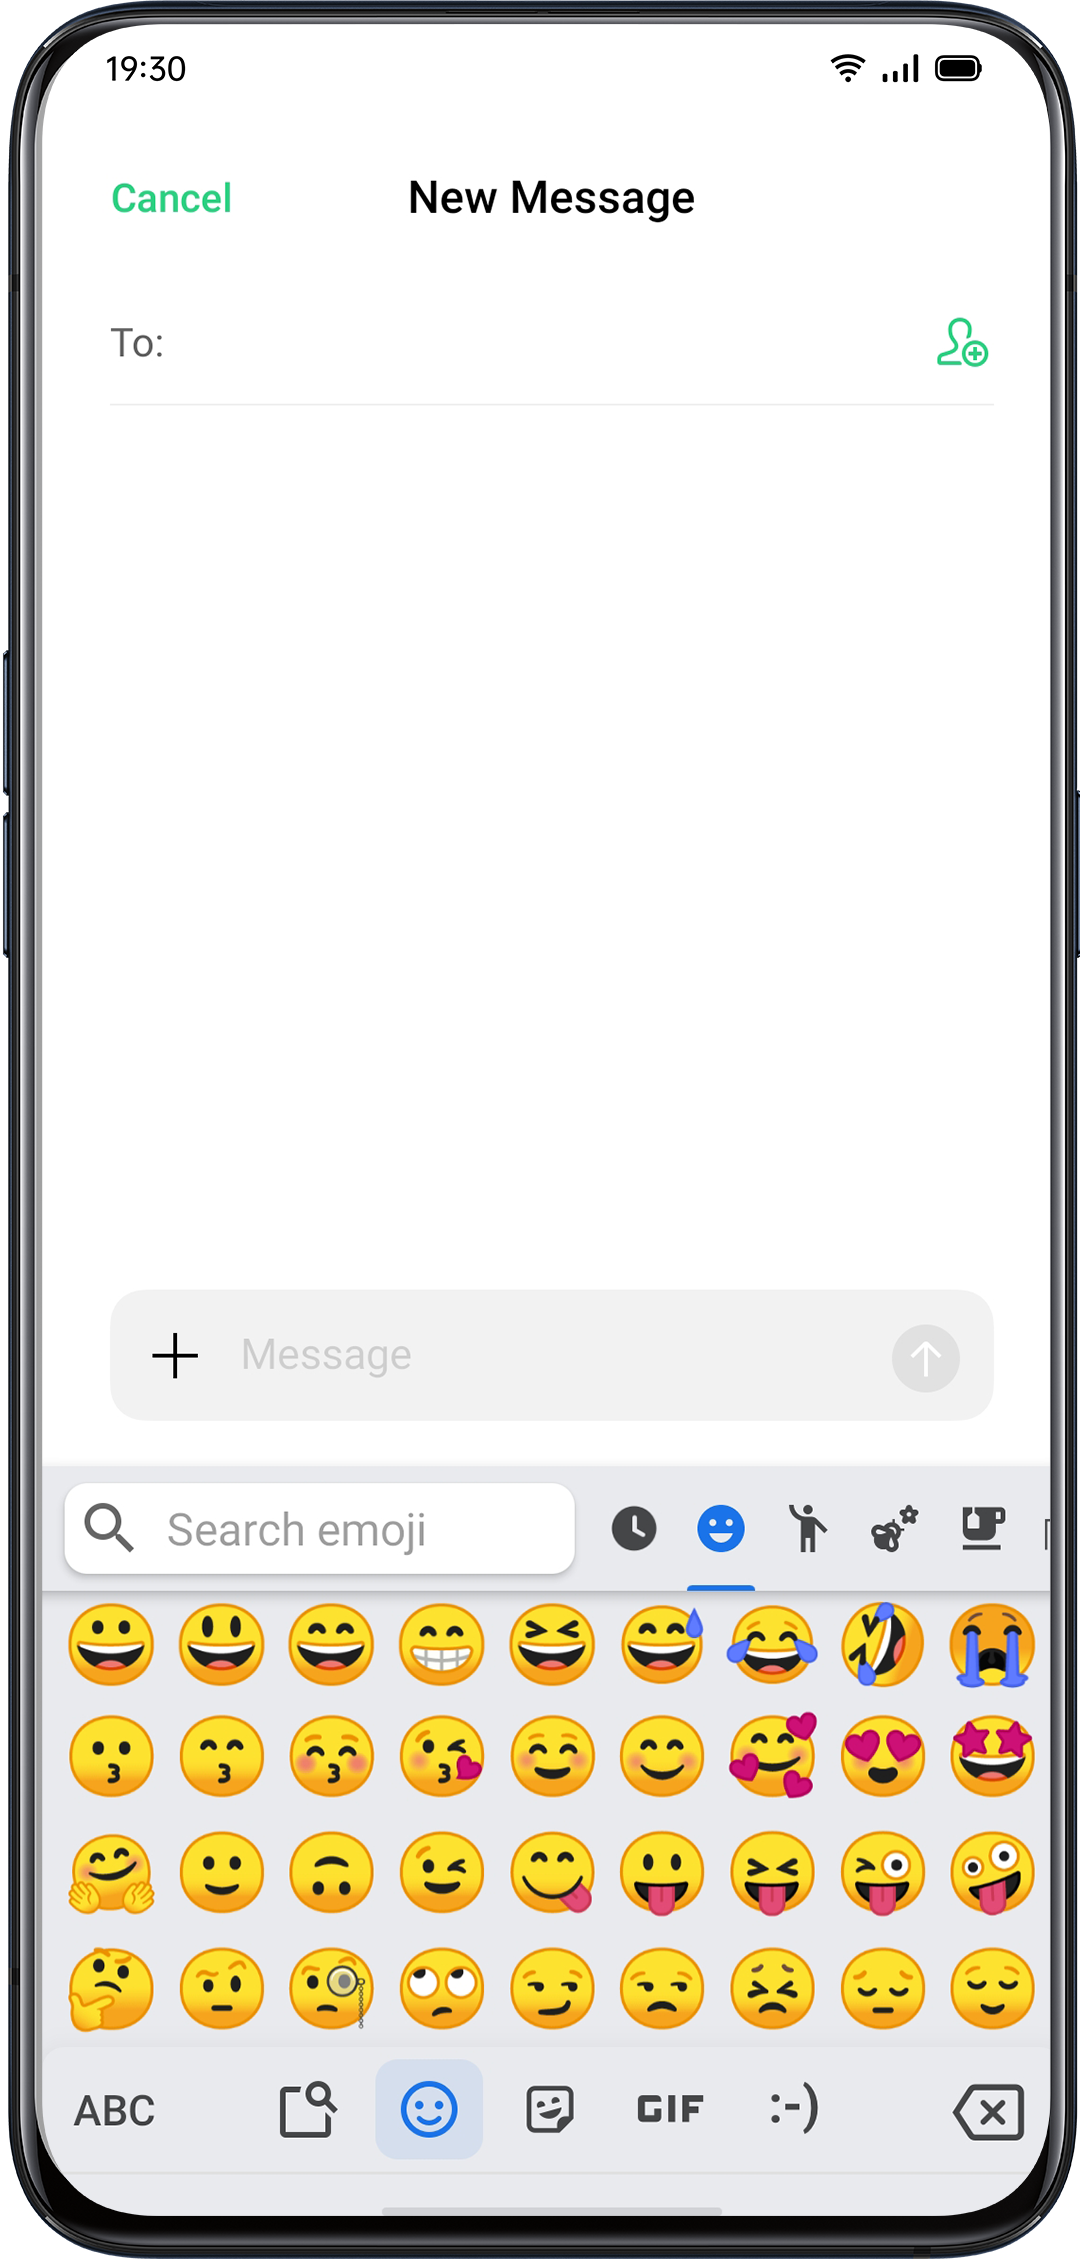 19:30
Cancel New Message
To:
Message
Search emoji
ABC GIF :-)